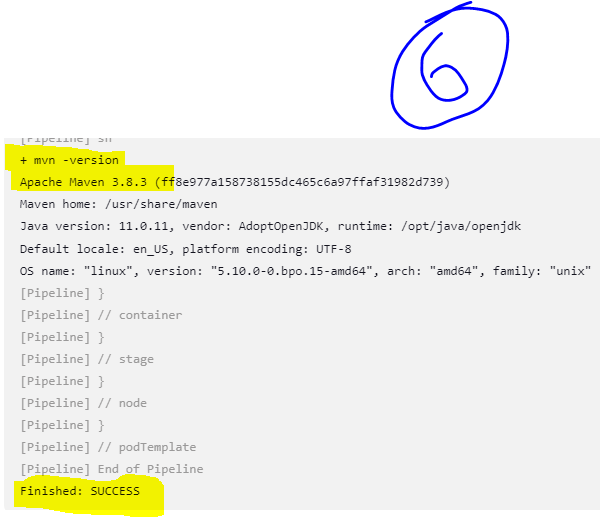 6
[Pipeline] sh
+ mvn -version
Apache Maven 3.8.3 (ff8e977a158738155dc465c6a97ffaf31982d739)
Maven home: /usr/share/maven
Java version: 11.0.11, vendor: AdoptOpenJDK, runtime: /opt/java/openjdk
Default locale: en_US, platform encoding: UTF-8
OS name: "linux", version: "5.10.0-0.bpo.15-amd64", arch: "amd64", family: "unix"
[Pipeline] }
[Pipeline] // container
[Pipeline] }
[Pipeline] // stage
[Pipeline] }
[Pipeline] // node
[Pipeline] }
[Pipeline] // podTemplate
[Pipeline] End of Pipeline
Finished: SUCCESS